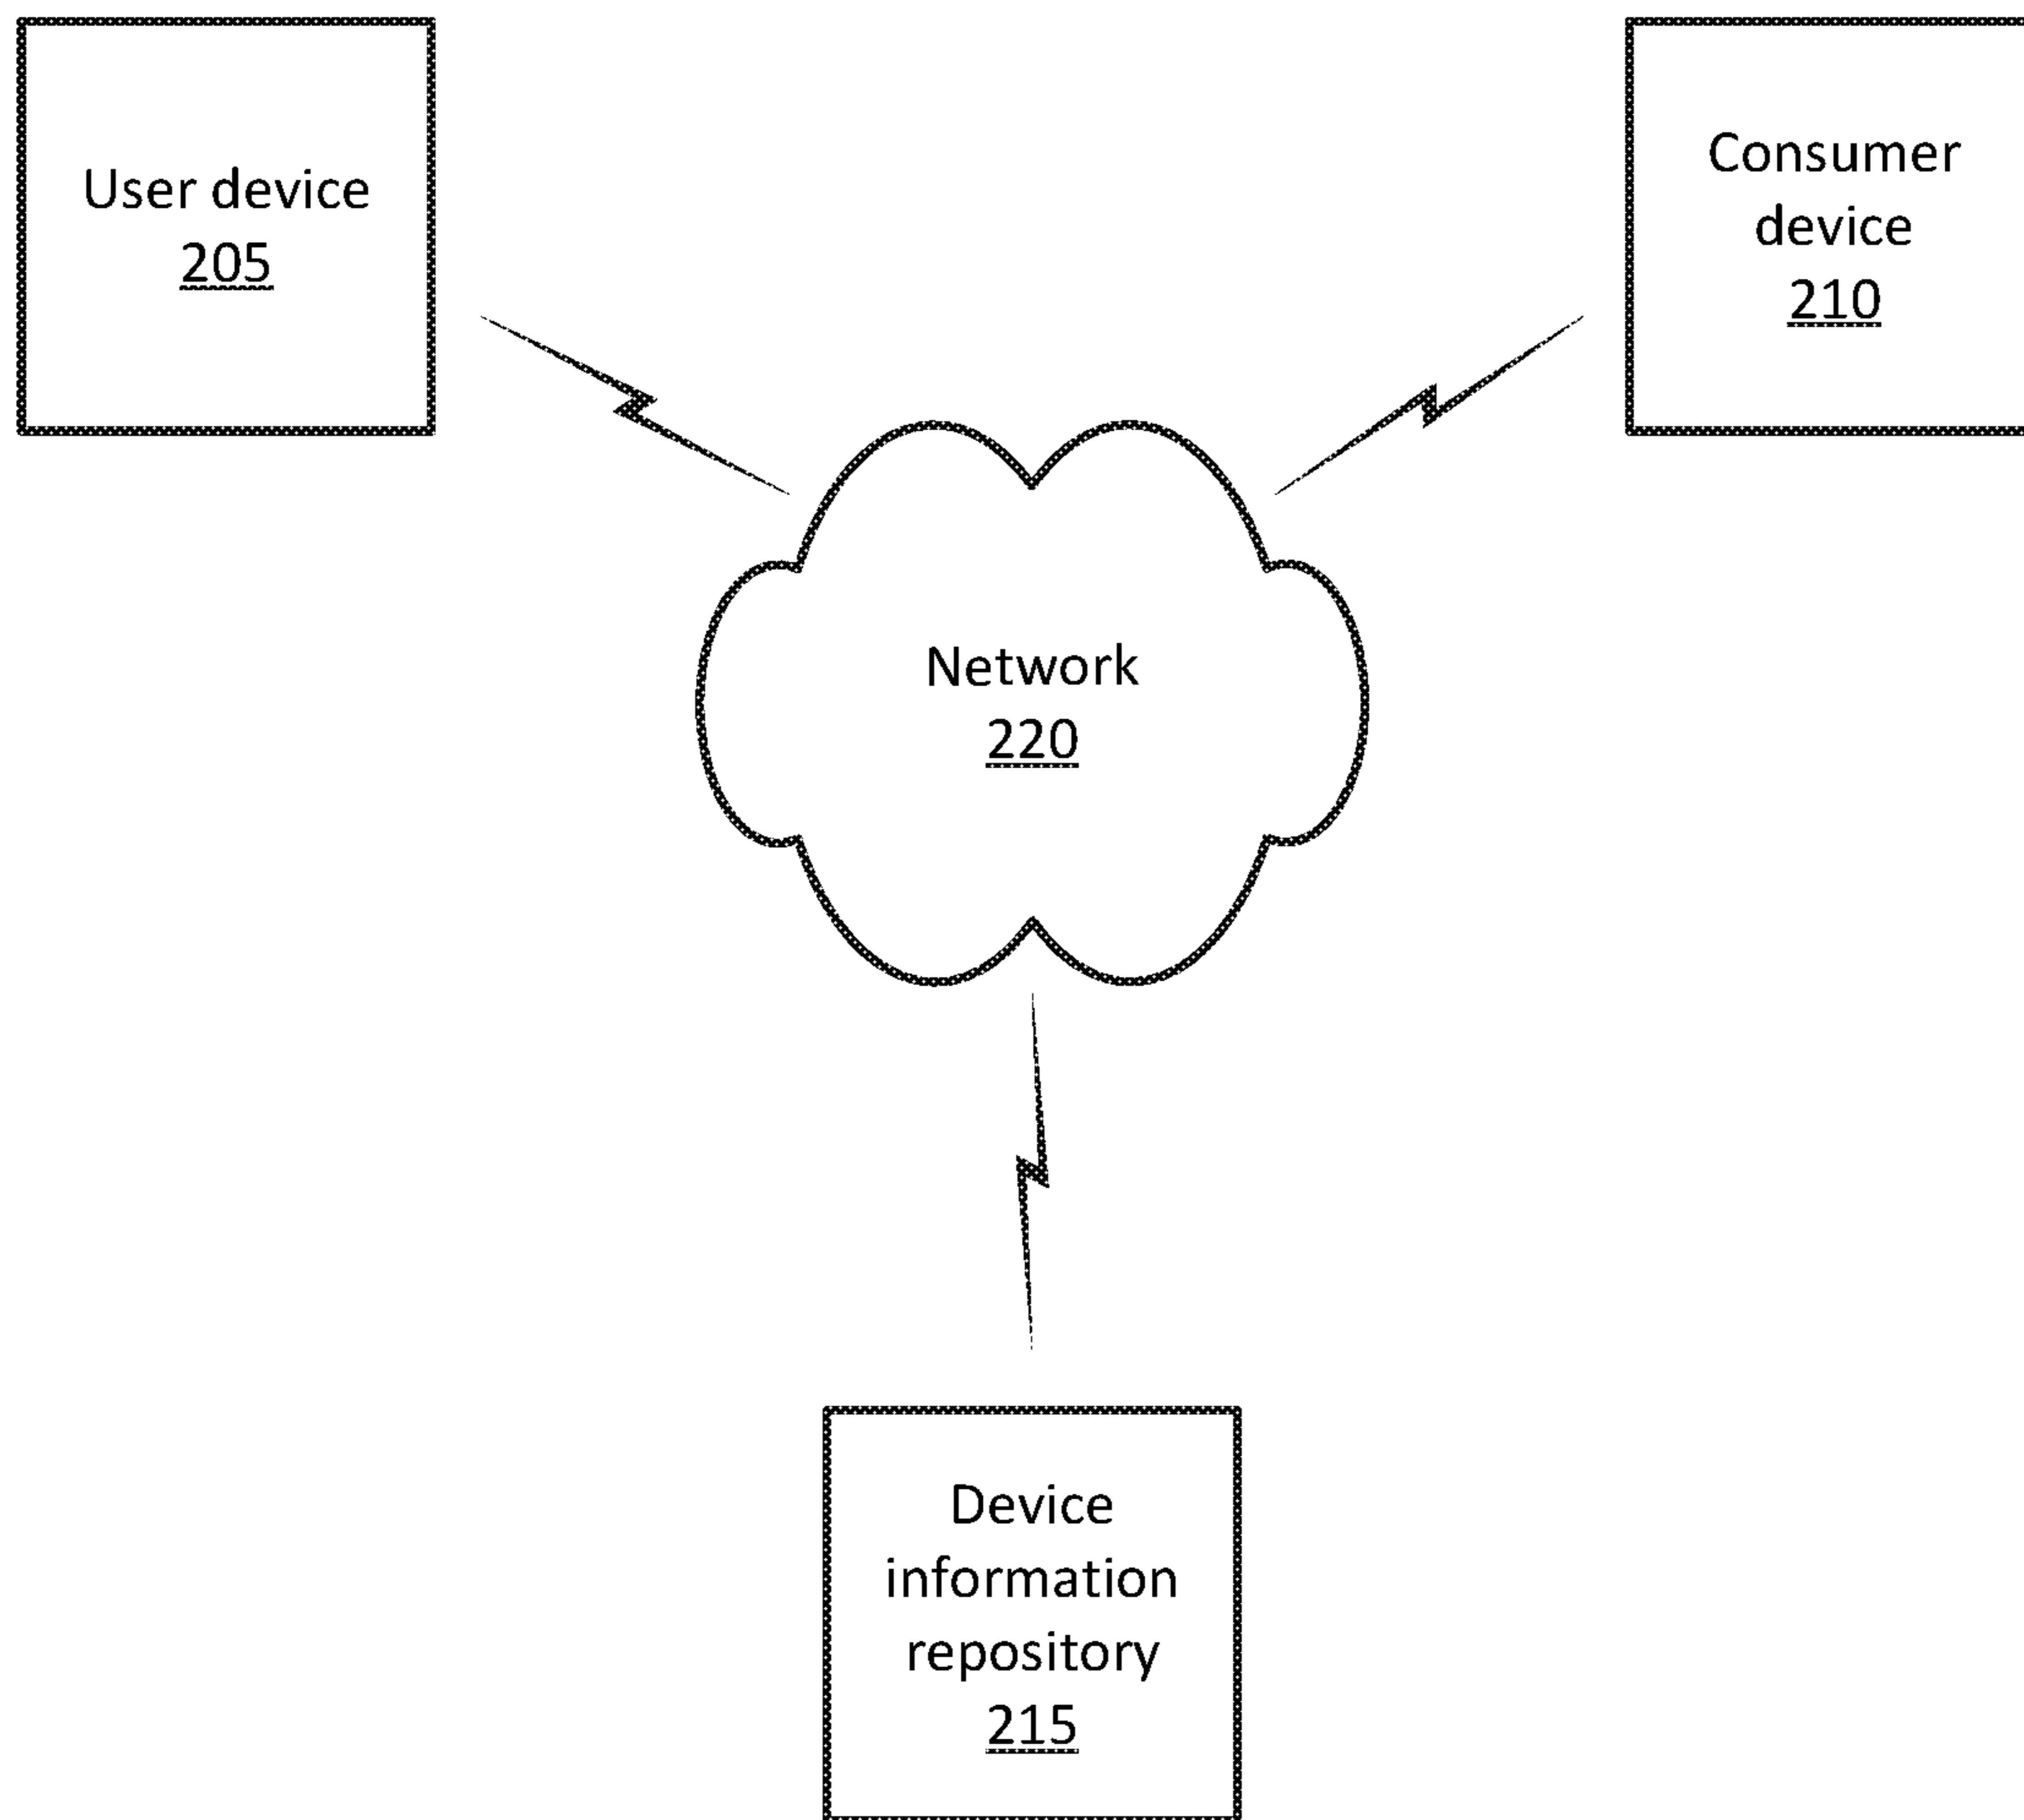 User device
205
Consumer
device
210
Network
220
Device
information
repository
215